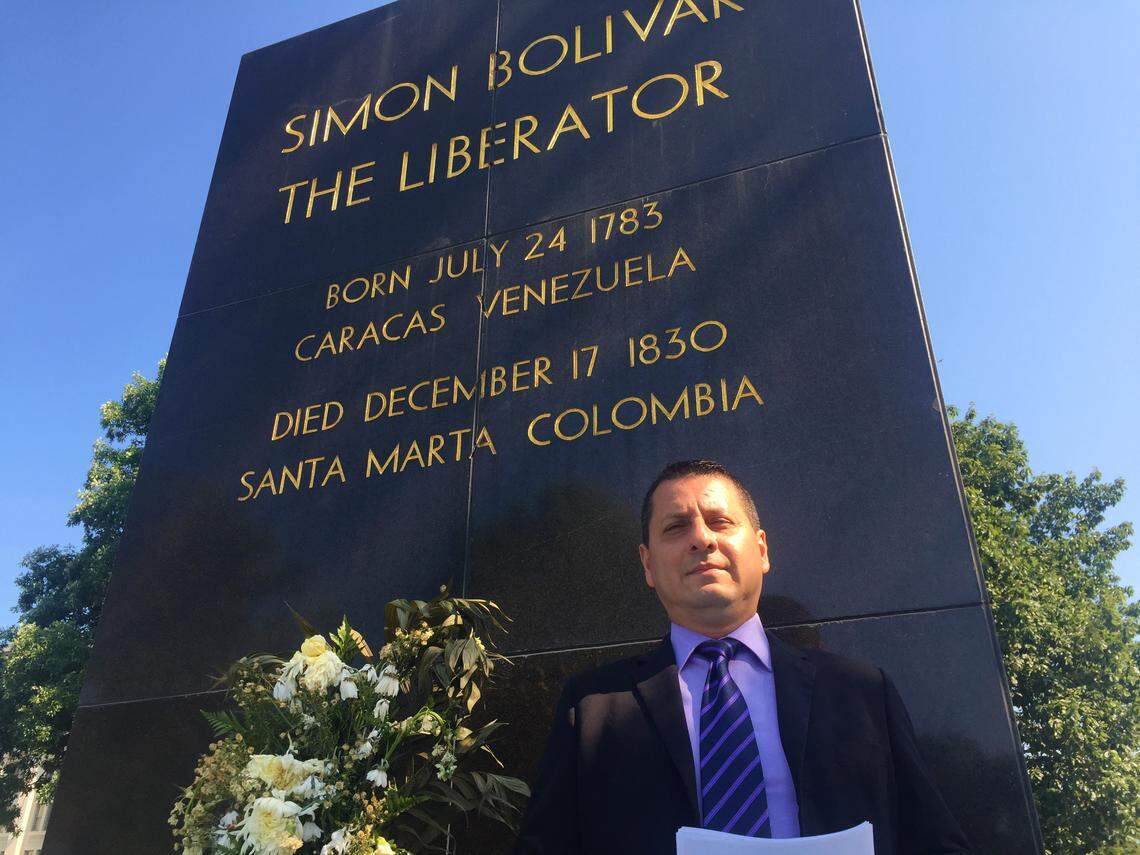 SIMON BOLIVAR
THE LIBERATOR
BORN JULY 24 1783
CARACAS VENEZUELA
DIED DECEMBER 17 1830
SANTA MARTA COLOMBIA